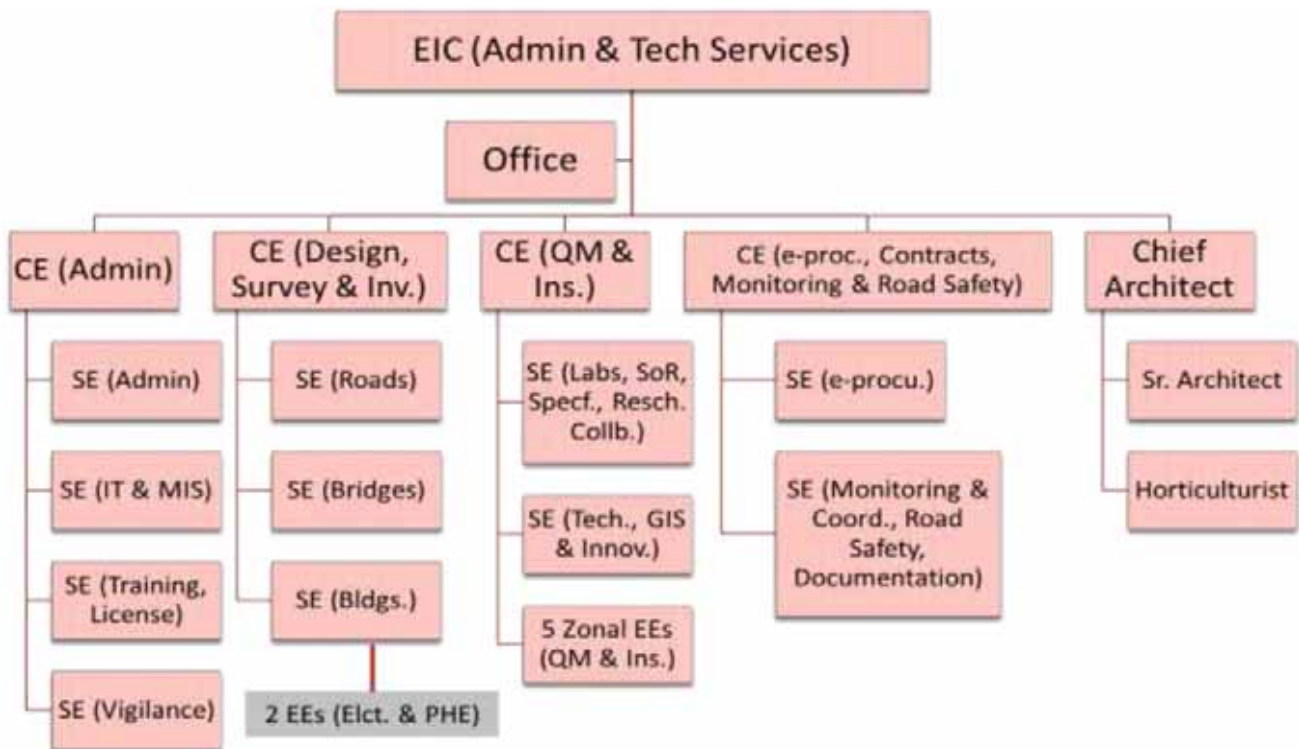 EIC (Admin & Tech Services)
Office
CE (Admin)
CE (Design,
Survey & Inv.)
CE (QM &
Ins.)
CE (e-proc., Contracts,
Monitoring & Road Safety)
Chief
Architect
SE (Admin)
SE (IT & MIS)
SE (Training,
License)
SE (Vigilance)
SE (Roads)
SE (Bridges)
SE (Bldgs.)
2 EEs (Elct. & PHE)
SE (Labs, SoR,
Specf., Resch.
Collb.)
SE (Tech., GIS
& Innov.)
5 Zonal EEs
(QM & Ins.)
SE (e-procu.)
SE (Monitoring &
Coord., Road
Safety,
Documentation)
Sr. Architect
Horticulturist